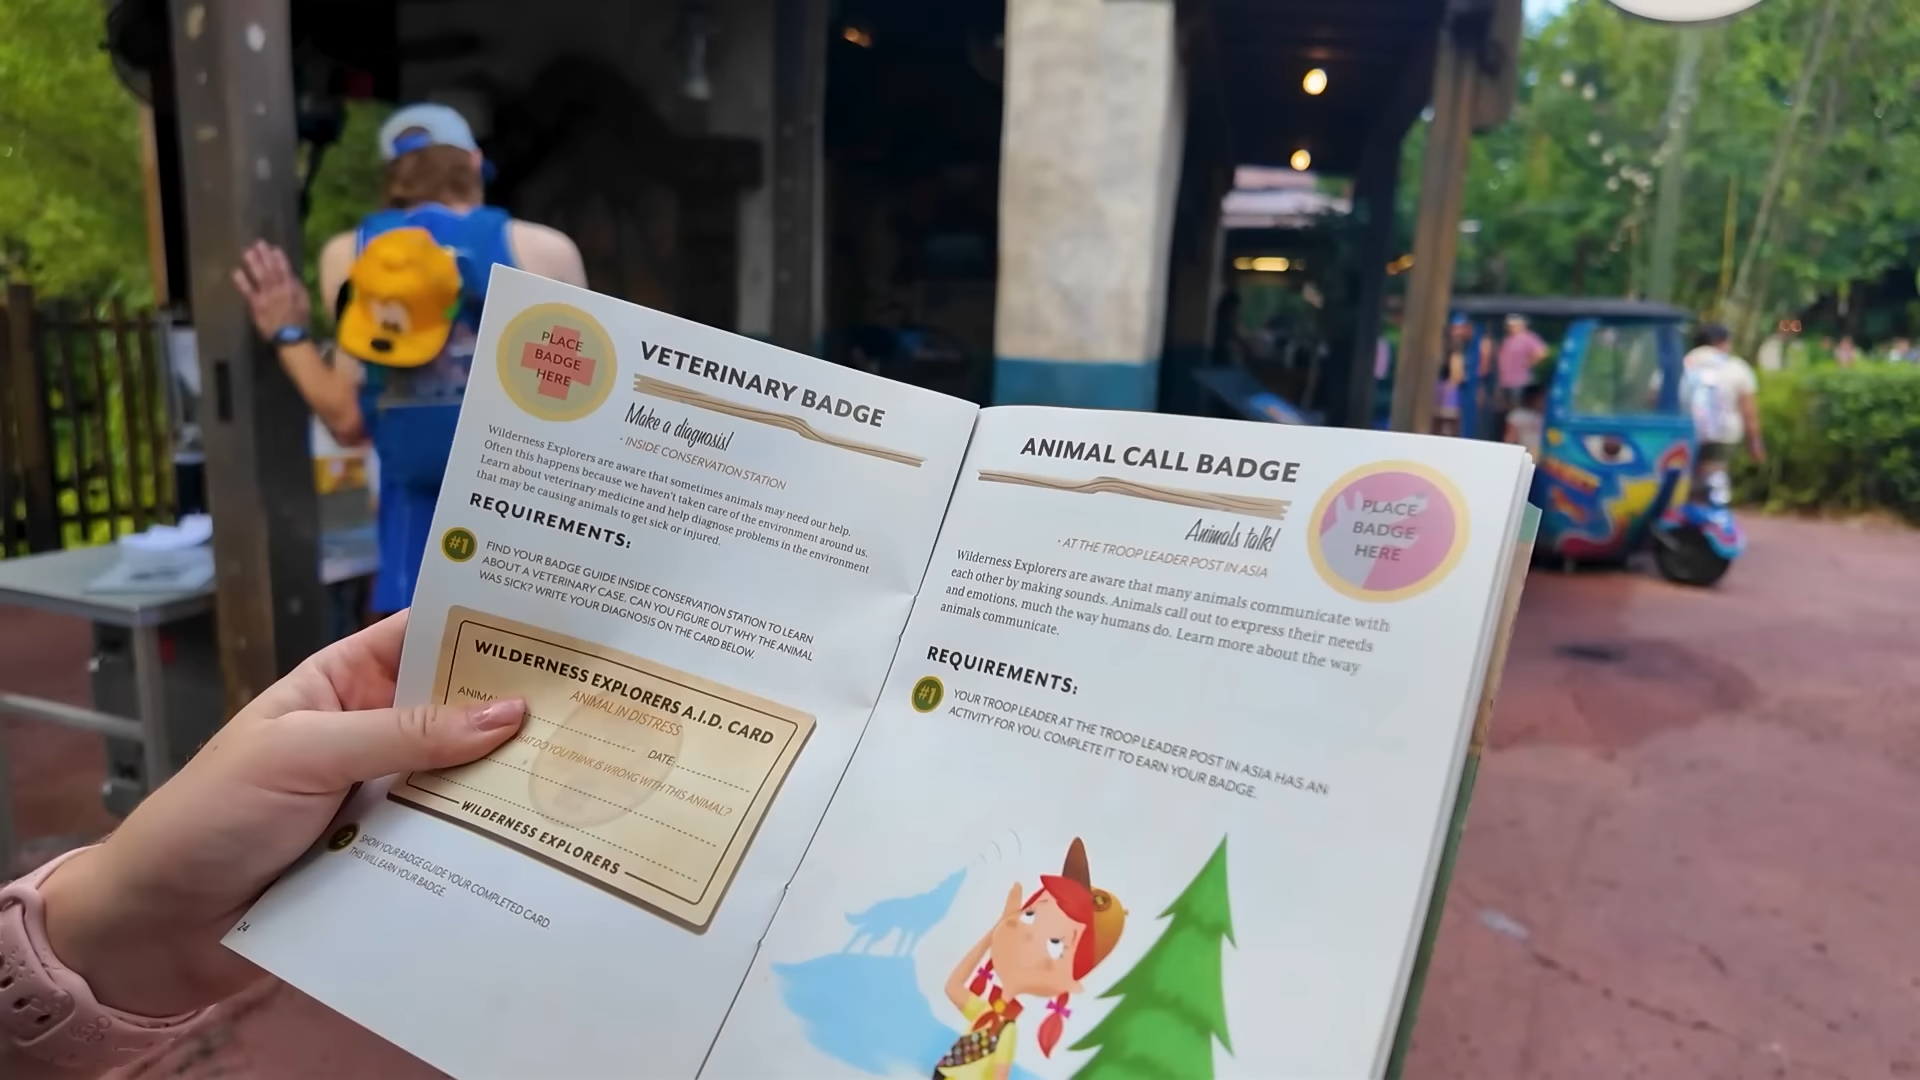 PLACE
BADGE
HERE
VETERINARY BADGE
Make a diagnosis!
• INSIDE CONSERVATION STATION
Wilderness Explorers are aware that sometimes animals may need our help.
Often this happens because we haven't taken care of the environment around us.
Learn about veterinary medicine and help diagnose problems in the environment
that may be causing animals to get sick or injured.
REQUIREMENTS:
#1
FIND YOUR BADGE GUIDE INSIDE CONSERVATION STATION TO LEARN
ABOUT A VETERINARY CASE. CAN YOU FIGURE OUT WHY THE ANIMAL
WAS SICK? WRITE YOUR DIAGNOSIS ON THE CARD BELOW.
WILDERNESS EXPLORERS A.I.D. CARD
ANIMAL IN DISTRESS
DATE:
DO YOU THINK IS WRONG WITH THIS ANIMAL?
WILDERNESS EXPLORERS
SHOW YOUR BADGE GUIDE YOUR COMPLETED CARD.
THIS WILL EARN YOUR BADGE.
24
ANIMAL CALL BADGE
Animals talk!
• AT THE TROOP LEADER POST IN ASIA
PLACE
BADGE
HERE
Wilderness Explorers are aware that many animals communicate with
each other by making sounds. Animals call out to express their needs
and emotions, much the way humans do. Learn more about the way
animals communicate.
REQUIREMENTS:
#1
YOUR TROOP LEADER AT THE TROOP LEADER POST IN ASIA HAS AN
ACTIVITY FOR YOU. COMPLETE IT TO EARN YOUR BADGE.